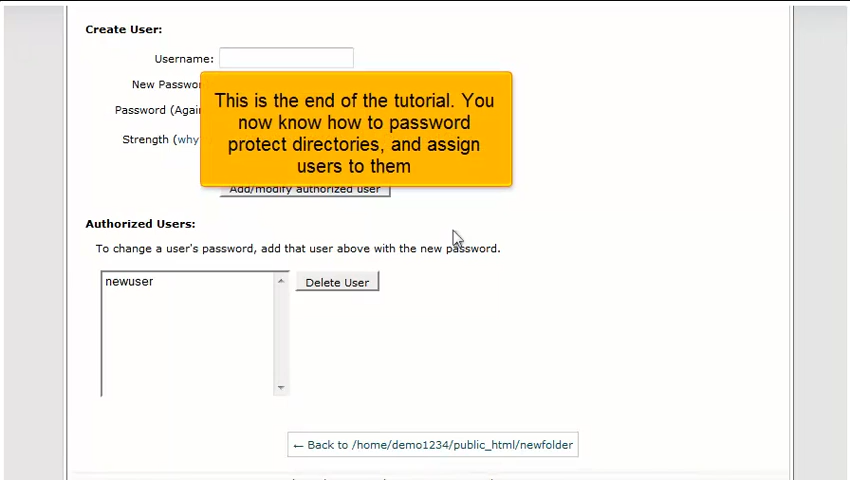 Create User:
Username:
New Passwor
This is the end of the tutorial. You
now know how to password
protect directories, and assign
users to them
Password (Agai
Strength (why
Add/modify authorized user
Authorized Users:
To change a user's password, add that user above with the new password.
newuser
Delete User
← Back to /home/demo1234/public_html/newfolder